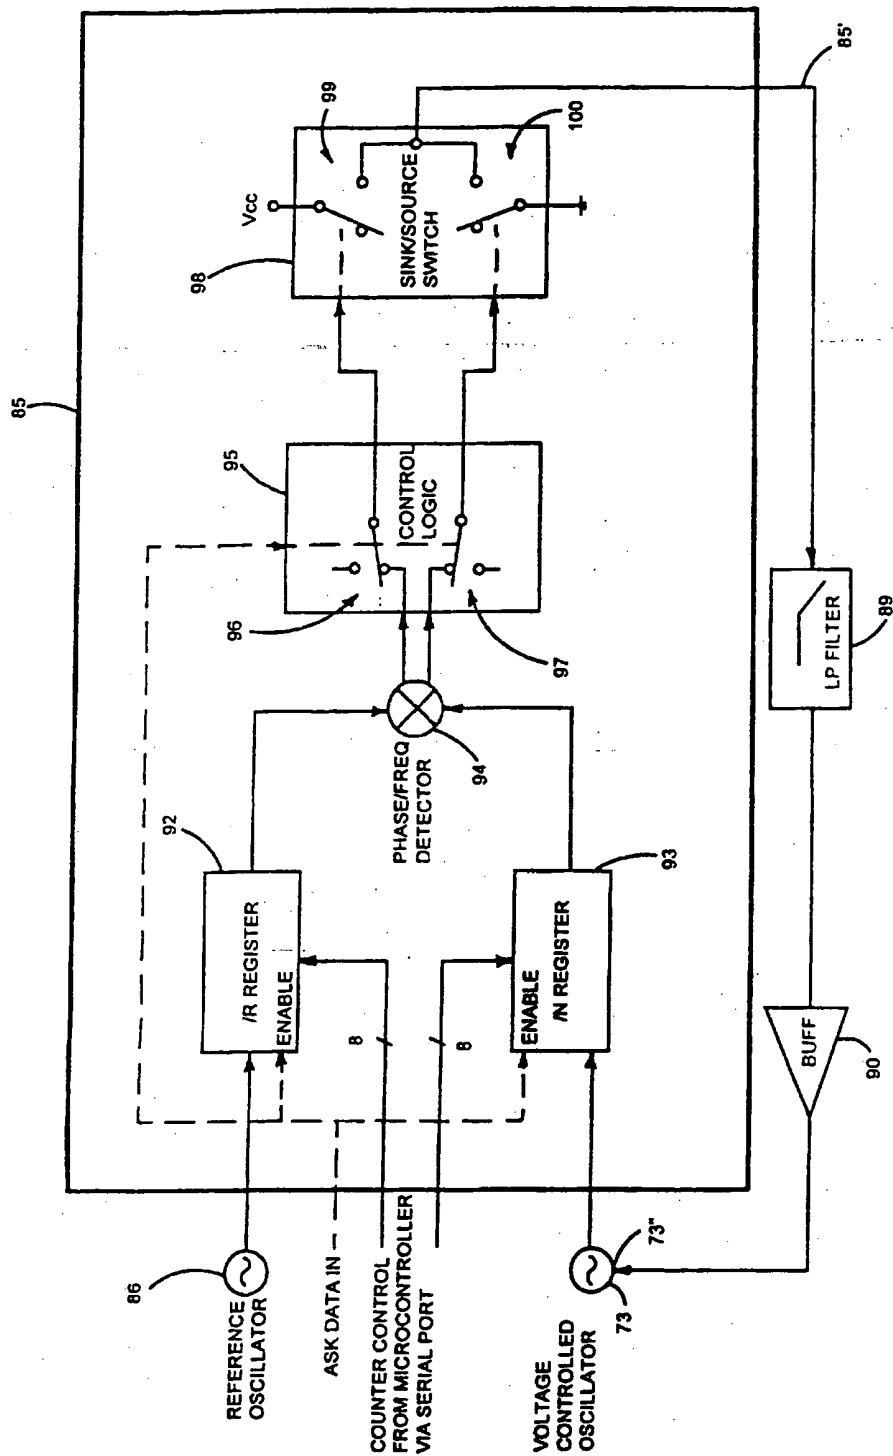 85
REFERENCE
OSCILLATOR
86
ASK DATA IN
COUNTER CONTROL
FROM MICROCONTROLLER
VIA SERIAL PORT
VOLTAGE
CONTROLLED
OSCILLATOR
73
73"
92
/R REGISTER
ENABLE
8
8
ENABLE
/N REGISTER
93
PHASE/FREQ
DETECTOR
94
95
96
CONTROL
LOGIC
97
98
Vcc
99
SINK/SOURCE
SWITCH
100
85'
LP FILTER
89
BUFF
90